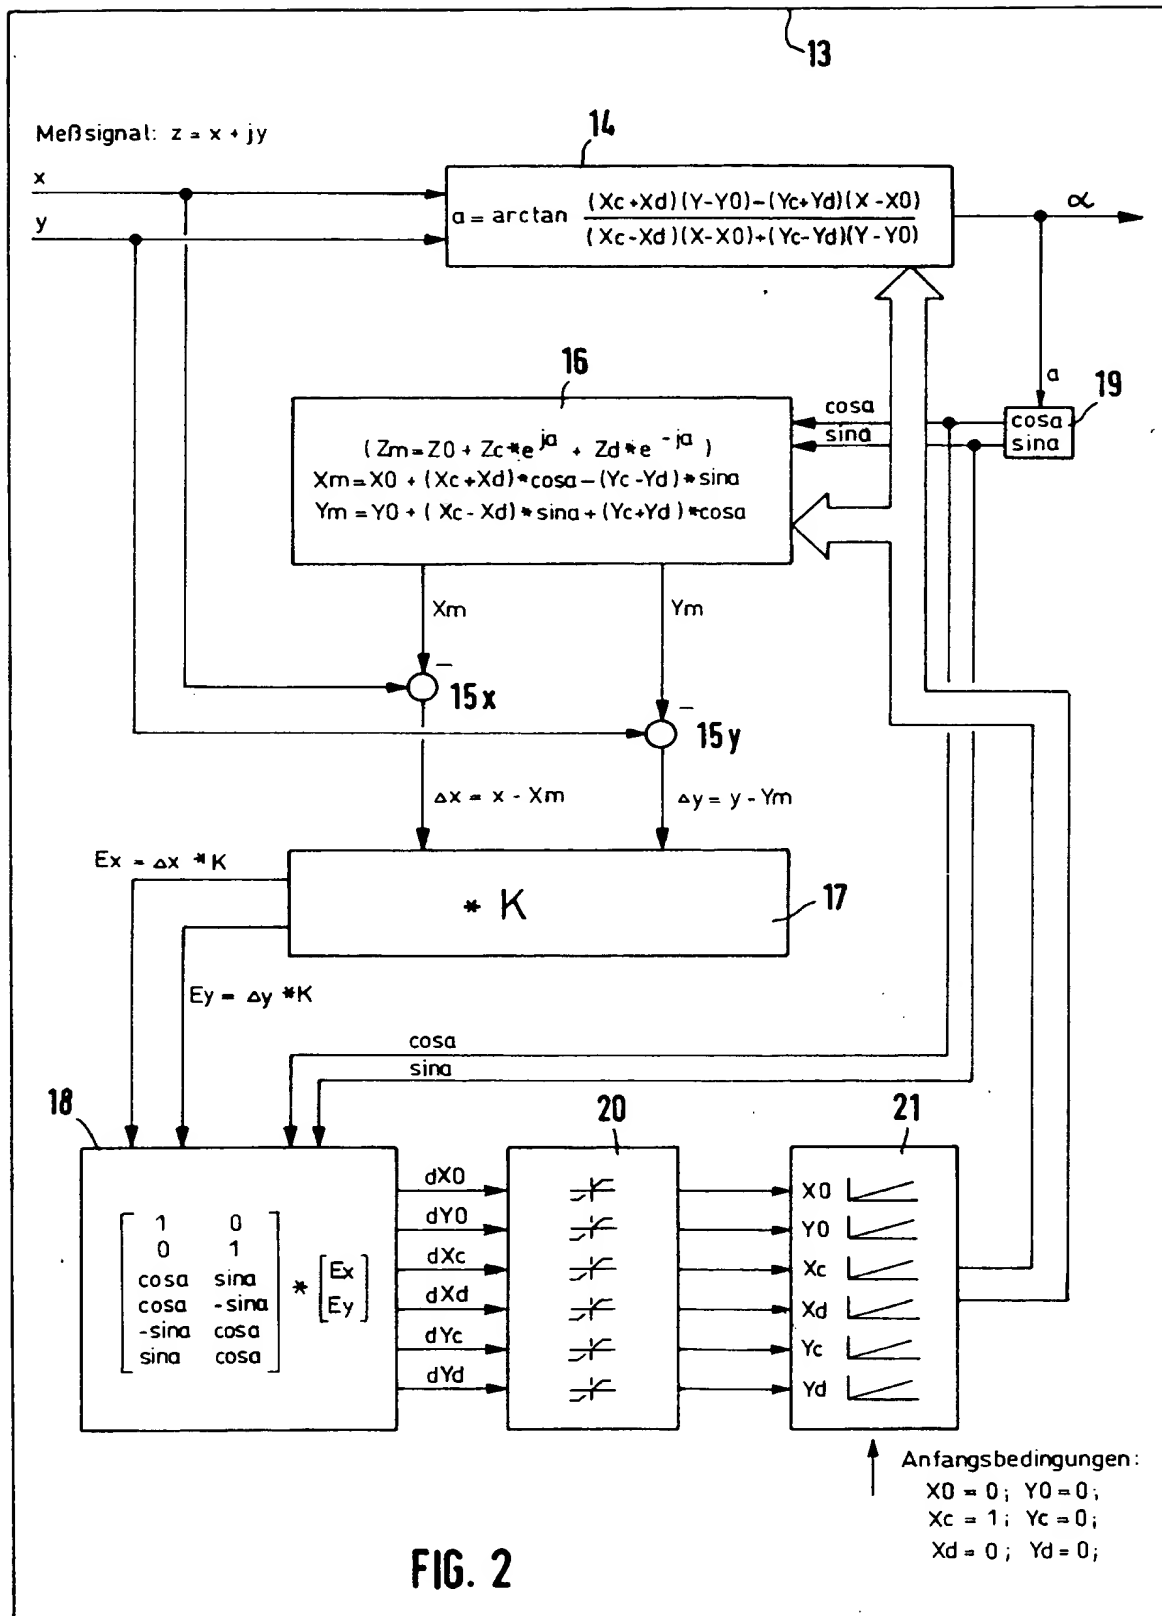 13
Meßsignal: z = x + jy
14
x
y
a = arctan (Xc+Xd)(Y-Y0)-(Yc+Yd)(X-X0)
(Xc-Xd)(X-X0)+(Yc-Yd)(Y-Y0)
α
16
a
19
cosa
sina
cosa
sina
(Zm = Z0 + Zc*e^ja + Zd*e^-ja)
Xm = X0 + (Xc+Xd)*cosa-(Yc-Yd)*sina
Ym = Y0 + (Xc-Xd)*sina+(Yc+Yd)*cosa
Xm
Ym
-
15x
-
15y
Δx = x - Xm
Δy = y - Ym
Ex = Δx *K
* K
17
Ey = Δy *K
cosa
sina
18
20
21
1 0
0 1
cosa sina
cosa -sina
-sina cosa
sina cosa
*
Ex
Ey
dX0
dY0
dXc
dXd
dYc
dYd
X0
Y0
Xc
Xd
Yc
Yd
Anfangsbedingungen:
X0 = 0; Y0 = 0;
Xc = 1; Yc = 0;
Xd = 0; Yd = 0;
FIG. 2